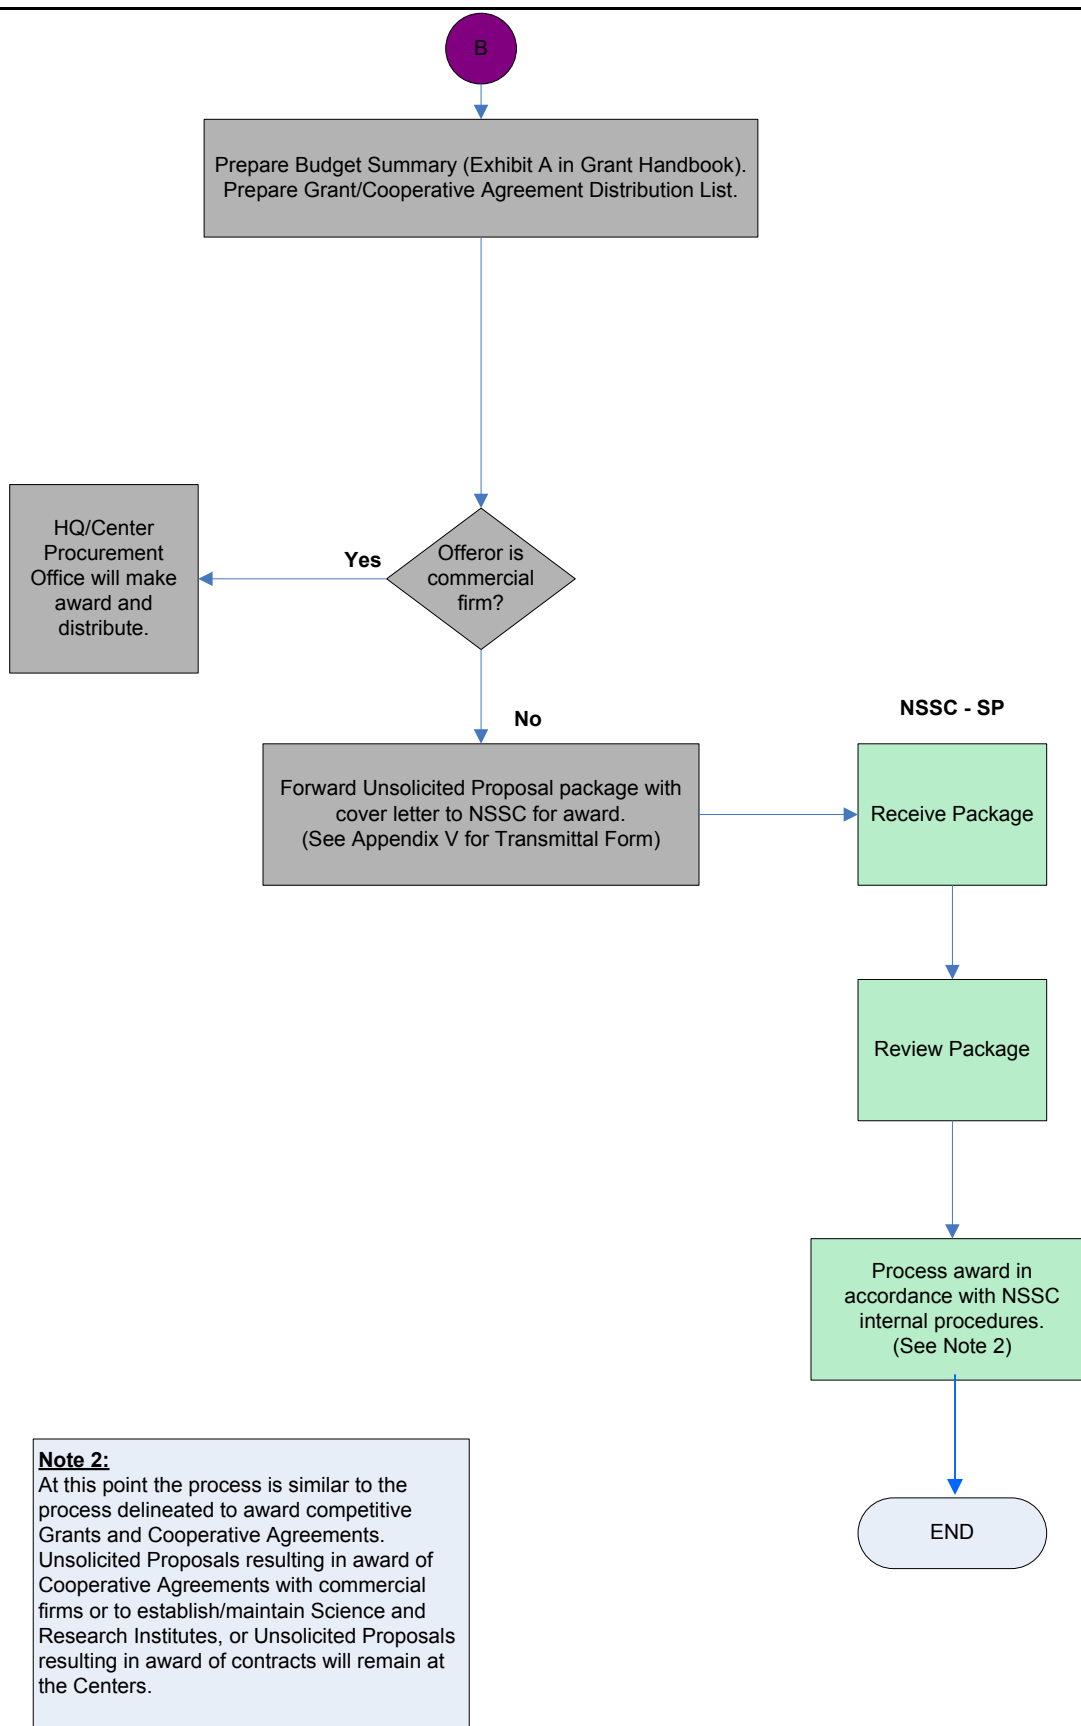 B
Prepare Budget Summary (Exhibit A in Grant Handbook).
Prepare Grant/Cooperative Agreement Distribution List.
HQ/Center
Procurement
Office will make
award and
distribute.
Yes
Offeror is
commercial
firm?
No
NSSC - SP
Forward Unsolicited Proposal package with
cover letter to NSSC for award.
(See Appendix V for Transmittal Form)
Receive Package
Review Package
Process award in
accordance with NSSC
internal procedures.
(See Note 2)
END
Note 2:
At this point the process is similar to the
process delineated to award competitive
Grants and Cooperative Agreements.
Unsolicited Proposals resulting in award of
Cooperative Agreements with commercial
firms or to establish/maintain Science and
Research Institutes, or Unsolicited Proposals
resulting in award of contracts will remain at
the Centers.